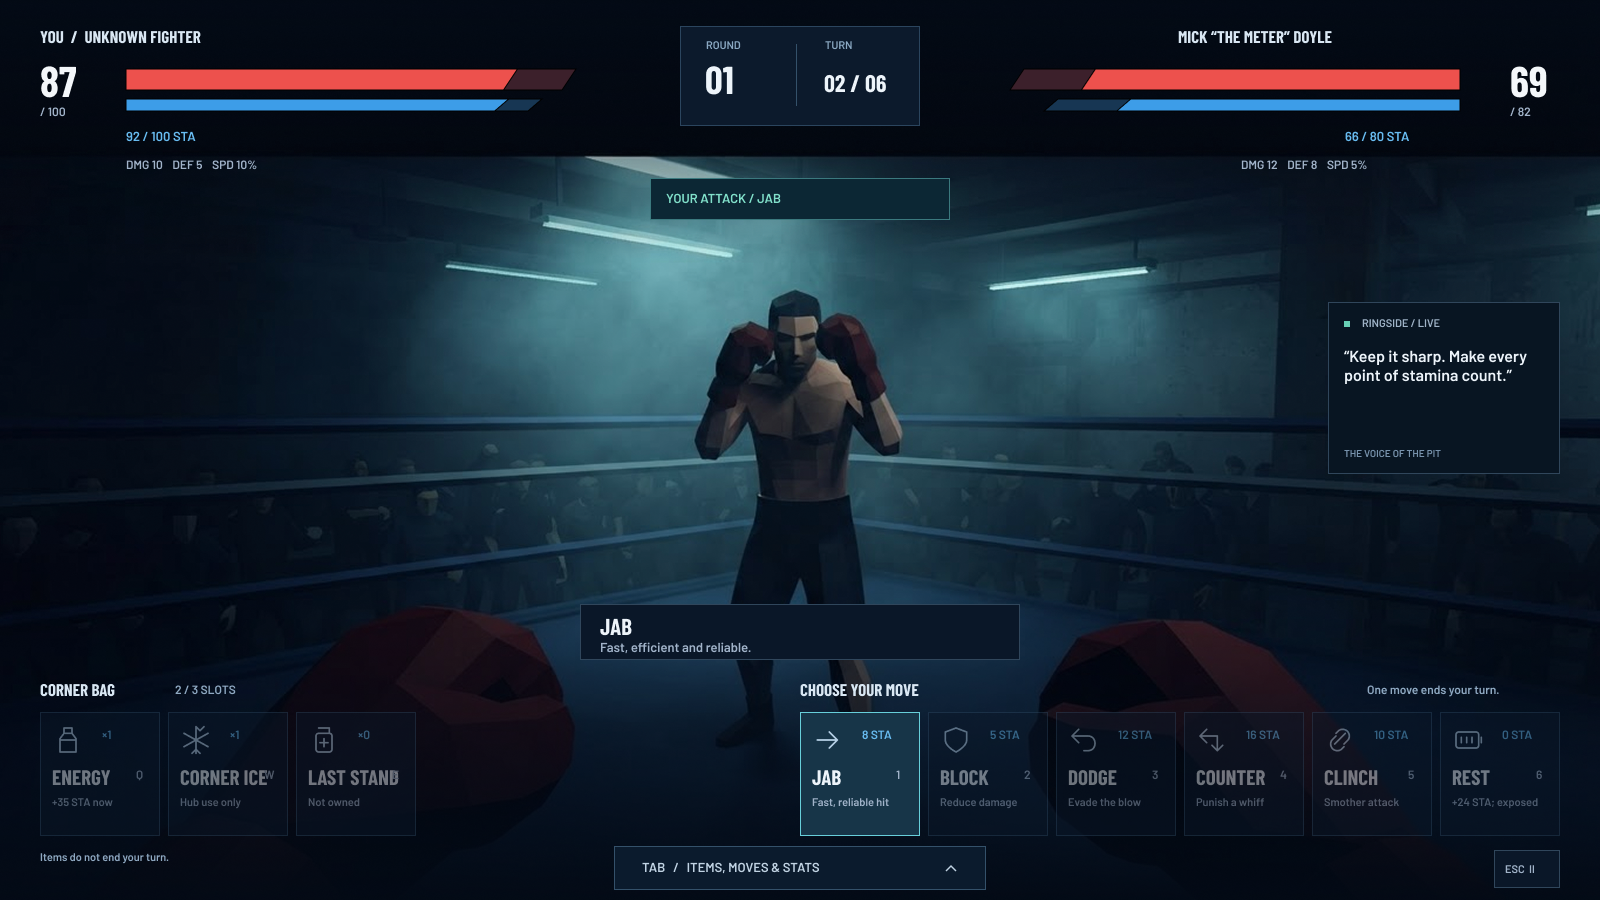 YOU / UNKNOWN FIGHTER
87
/ 100
92 / 100 STA
DMG 10 DEF 5 SPD 10%
ROUND
01
TURN
02 / 06
MICK “THE METER” DOYLE
69
/ 82
66 / 80 STA
DMG 12 DEF 8 SPD 5%
YOUR ATTACK / JAB
RINGSIDE / LIVE
“Keep it sharp. Make every
point of stamina count.”
THE VOICE OF THE PIT
JAB
Fast, efficient and reliable.
CORNER BAG
2 / 3 SLOTS
×1
ENERGY Q
+35 STA now
×1
CORNER ICE W
Hub use only
×0
LAST STAND
Not owned
Items do not end your turn.
CHOOSE YOUR MOVE
One move ends your turn.
8 STA
JAB 1
Fast, reliable hit
5 STA
BLOCK 2
Reduce damage
12 STA
DODGE 3
Evade the blow
16 STA
COUNTER 4
Punish a whiff
10 STA
CLINCH 5
Smother attack
0 STA
REST 6
+24 STA; exposed
TAB / ITEMS, MOVES & STATS
ESC II